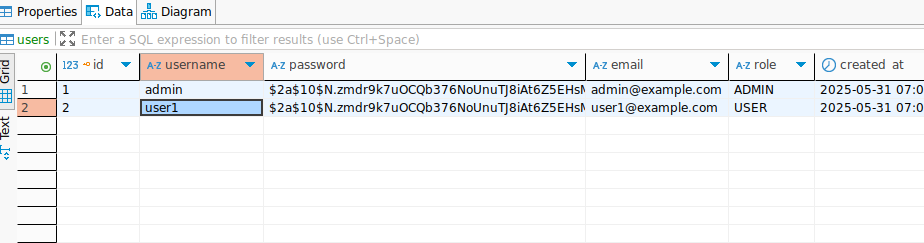 Properties Data Diagram
users Enter a SQL expression to filter results (use Ctrl+Space)
Grid
Text
123 id A-Z username A-Z password A-Z email A-Z role created at
1 1 admin $2a$10$N.zmdr9k7uOCQb376NoUnuTJ8iAt6Z5EHsM admin@example.com ADMIN 2025-05-31 07:0
2 2 user1 $2a$10$N.zmdr9k7uOCQb376NoUnuTJ8iAt6Z5EHsM user1@example.com USER 2025-05-31 07:0